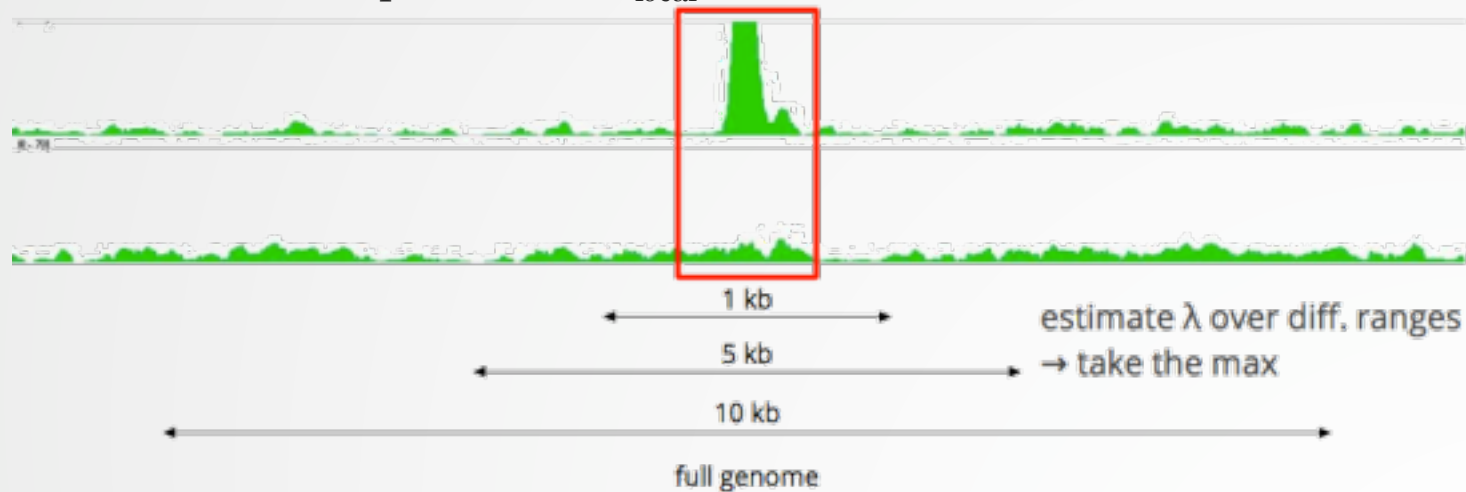 1 kb
estimate λ over diff. ranges
5 kb
→ take the max
10 kb
full genome